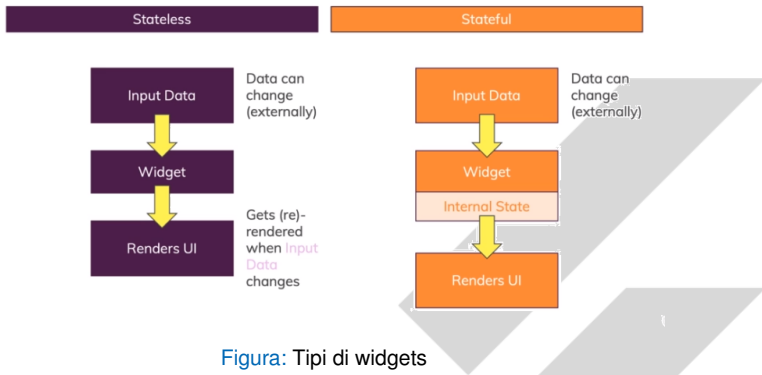 Stateless
Stateful
Input Data
Data can
change
(externally)
Widget
Renders UI
Gets (re)-
rendered
when Input
Data
changes
Input Data
Data can
change
(externally)
Widget
Internal State
Renders UI
Figura: Tipi di widgets